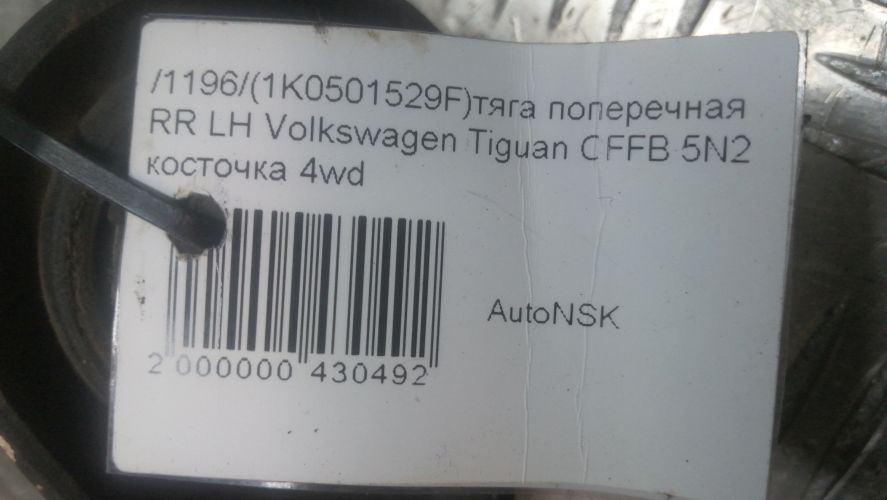 /1196/(1K0501529F)тяга поперечная
RR LH Volkswagen Tiguan CFFB 5N2
косточка 4wd
AutoNSK
2 000000 430492